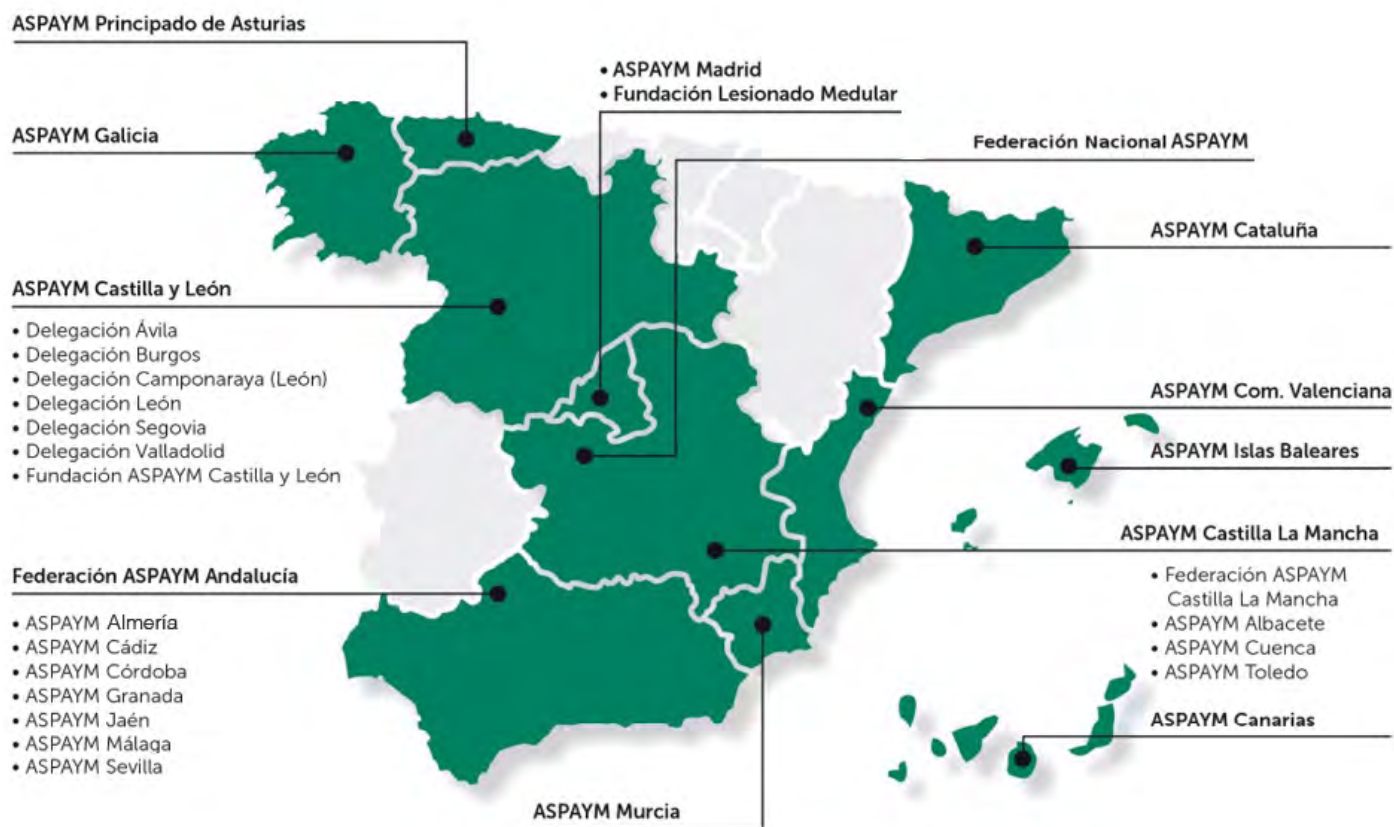 ASPAYM Principado de Asturias
• ASPAYM Madrid
• Fundación Lesionado Medular
ASPAYM Galicia
Federación Nacional ASPAYM
ASPAYM Cataluña
ASPAYM Castilla y León
• Delegación Ávila
• Delegación Burgos
• Delegación Camponaraya (León)
• Delegación León
• Delegación Segovia
• Delegación Valladolid
• Fundación ASPAYM Castilla y León
ASPAYM Com. Valenciana
ASPAYM Islas Baleares
ASPAYM Castilla La Mancha
• Federación ASPAYM
Castilla La Mancha
• ASPAYM Albacete
• ASPAYM Cuenca
• ASPAYM Toledo
Federación ASPAYM Andalucía
• ASPAYM Almería
• ASPAYM Cádiz
• ASPAYM Córdoba
• ASPAYM Granada
• ASPAYM Jaén
• ASPAYM Málaga
• ASPAYM Sevilla
ASPAYM Canarias
ASPAYM Murcia